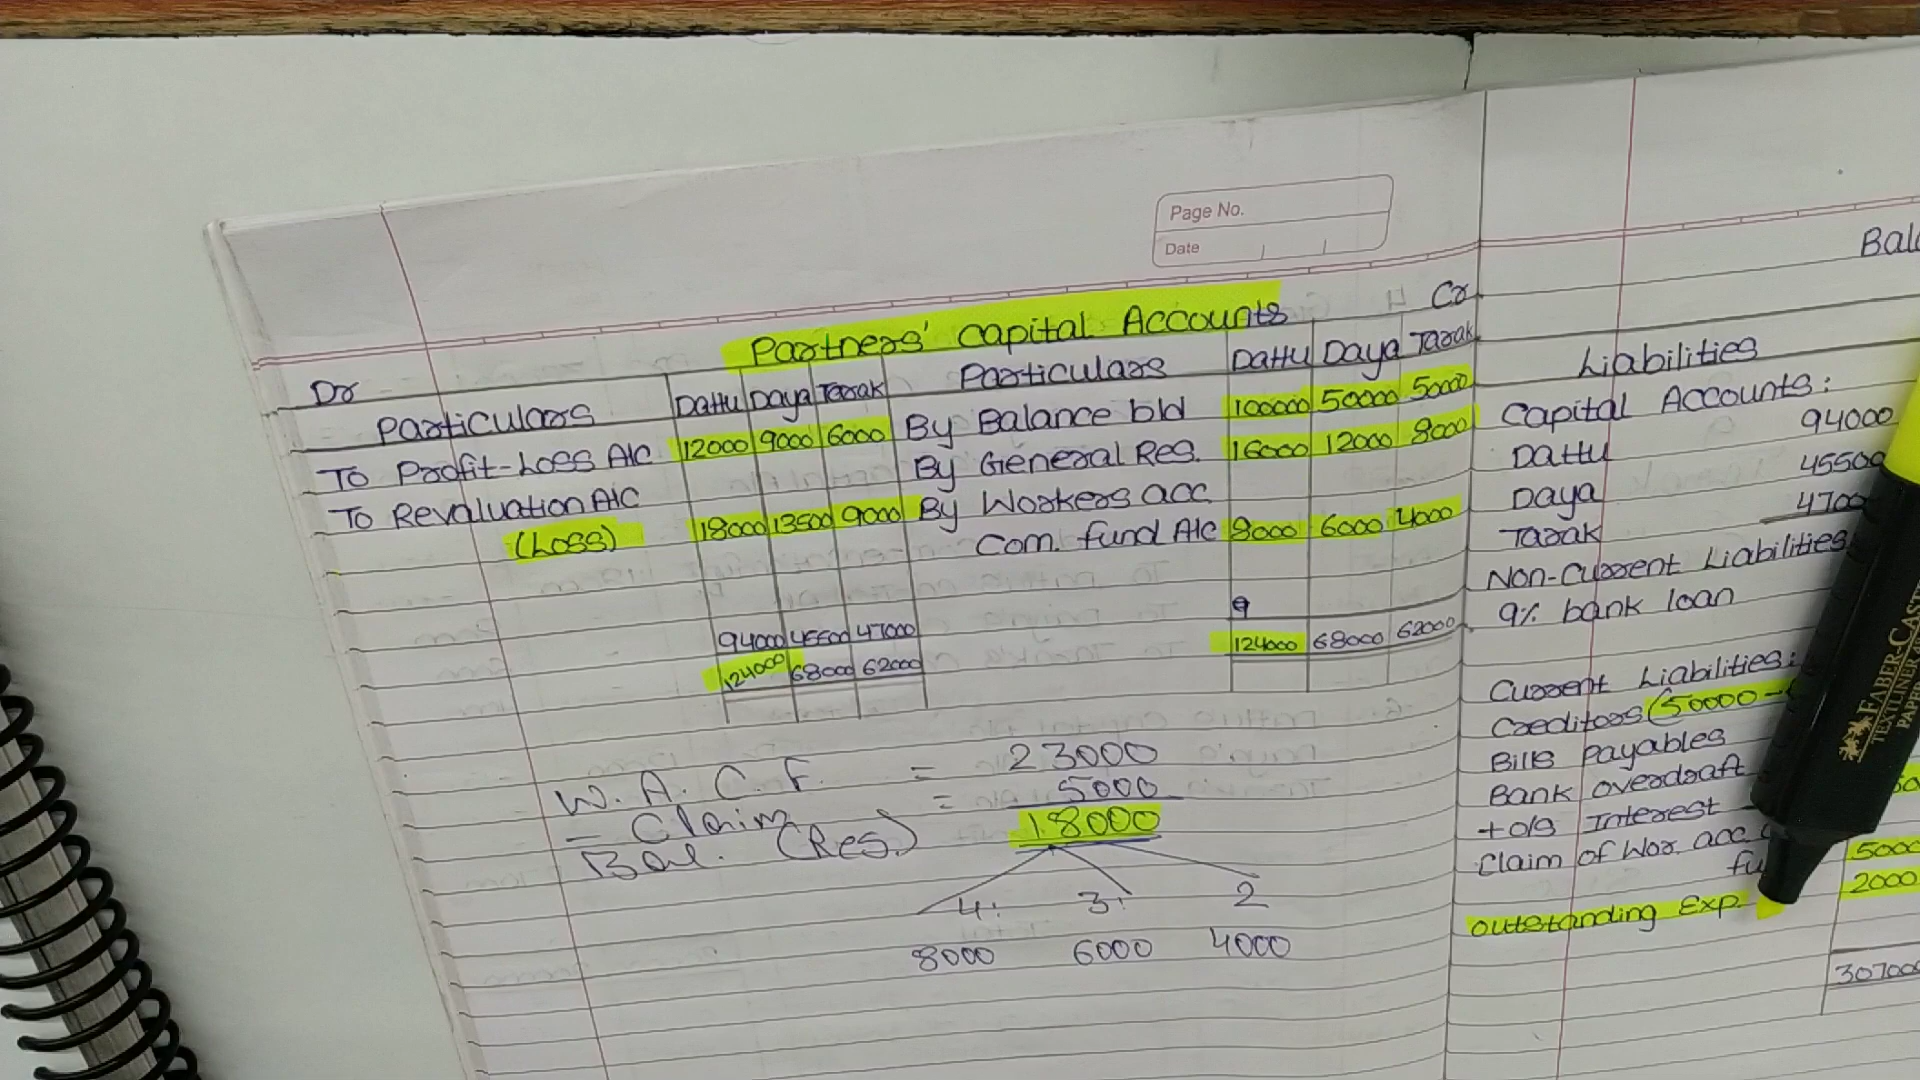 Page No.
Date
Partners' Capital Accounts
Dr
Cr
Particulars Dattu Daya Tarak Particulars Dattu Daya Tarak
To Profit-Loss A/c 12000 9000 6000 By Balance b/d 100000 50000 50000
To Revaluation A/c By General Res. 16000 12000 8000
(Loss) 18000 13500 9000 By Workers acc
Com. fund A/c 8000 6000 4000
94000 45500 47000
124000 68000 62000 124000 68000 62000
W. A. C. F. = 23000
- Claim = 5000
Bal. (Res.) 18000
4: 3: 2
8000 6000 4000
Liabilities
Capital Accounts:
Dattu 94000
Daya 45500
Tarak
Non-Current Liabilities
9% bank loan
Current Liabilities:
Creditors (50000 -
Bills Payables
Bank overdraft
+ o/s Interest
Claim of Wor. acc.
5000
outstanding Exp. 2000
FABER-CAST
TEXTLINER